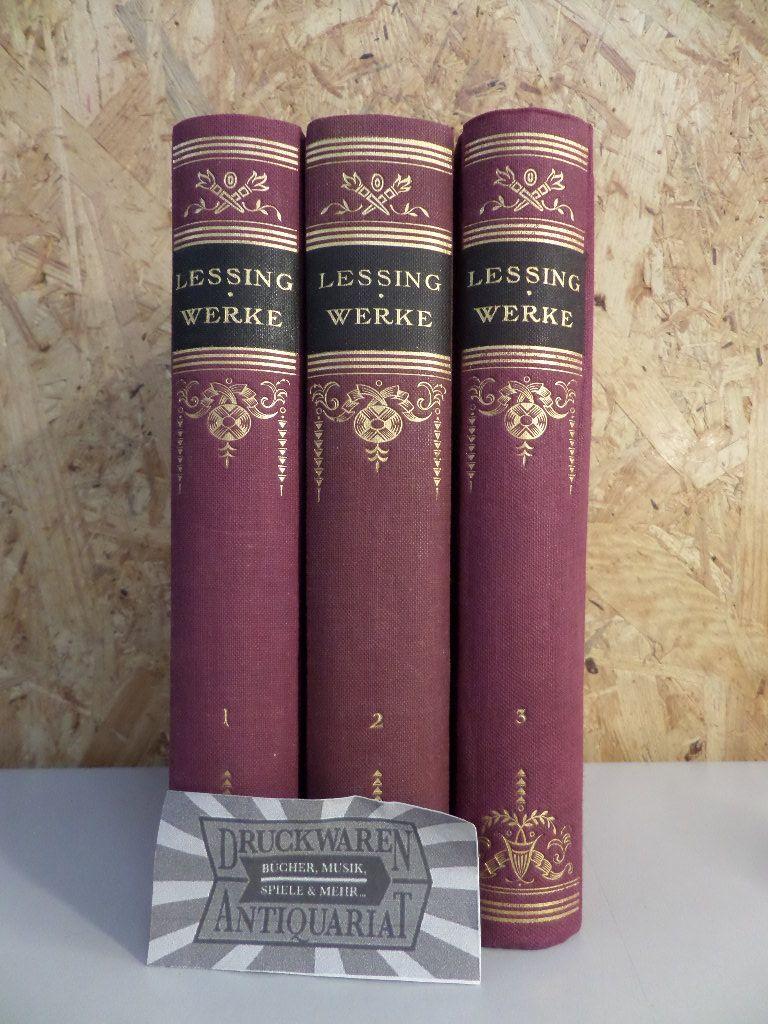 LESSING
·
WERKE
1
LESSING
·
WERKE
2
LESSING
·
WERKE
3
DRUCKWAREN
BÜCHER, MUSIK,
SPIELE & MEHR...
ANTIQUARIAT